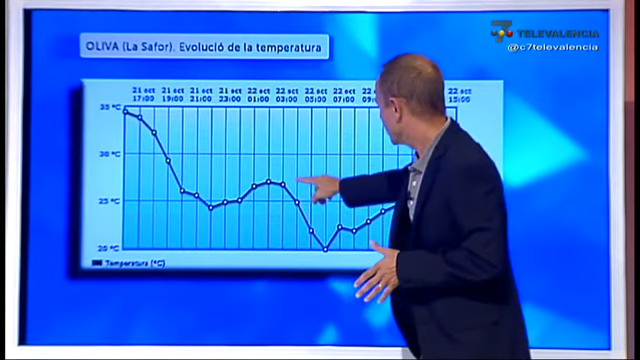 7 TELEVALENCIA
@c7televalencia
OLIVA (La Safor). Evolució de la temperatura
21 oct 21 oct 21 oct 21 oct 22 oct 22 oct 22 oct 22 oct 22 oct
17:00 19:00 21:00 23:00 01:00 03:00 05:00 07:00 15:00
35 ºC
30 ºC
25 ºC
20 ºC
Temperatura (ºC)